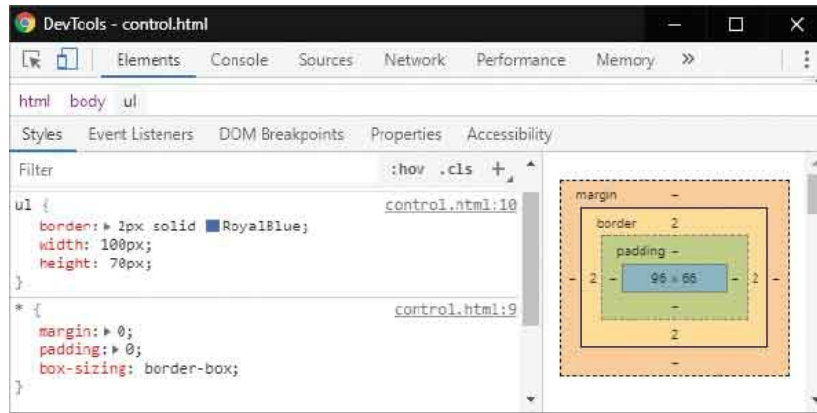 DevTools - control.html
Elements Console Sources Network Performance Memory »
html body ul
Styles Event Listeners DOM Breakpoints Properties Accessibility
Filter :hov .cls +
ul { control.html:10
border: 2px solid RoyalBlue;
width: 100px;
height: 70px;
}
* { control.html:9
margin: 0;
padding: 0;
box-sizing: border-box;
}
margin -
border 2
padding -
- 2 - 96 × 66 - 2 -
-
2
-